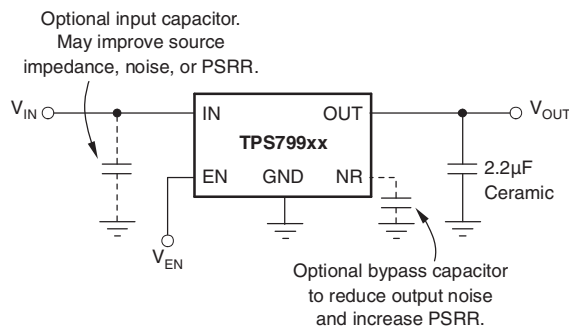 Optional input capacitor.
May improve source
impedance, noise, or PSRR.
VIN
IN
OUT
VOUT
TPS799xx
EN
GND
NR
2.2μF
Ceramic
VEN
Optional bypass capacitor
to reduce output noise
and increase PSRR.